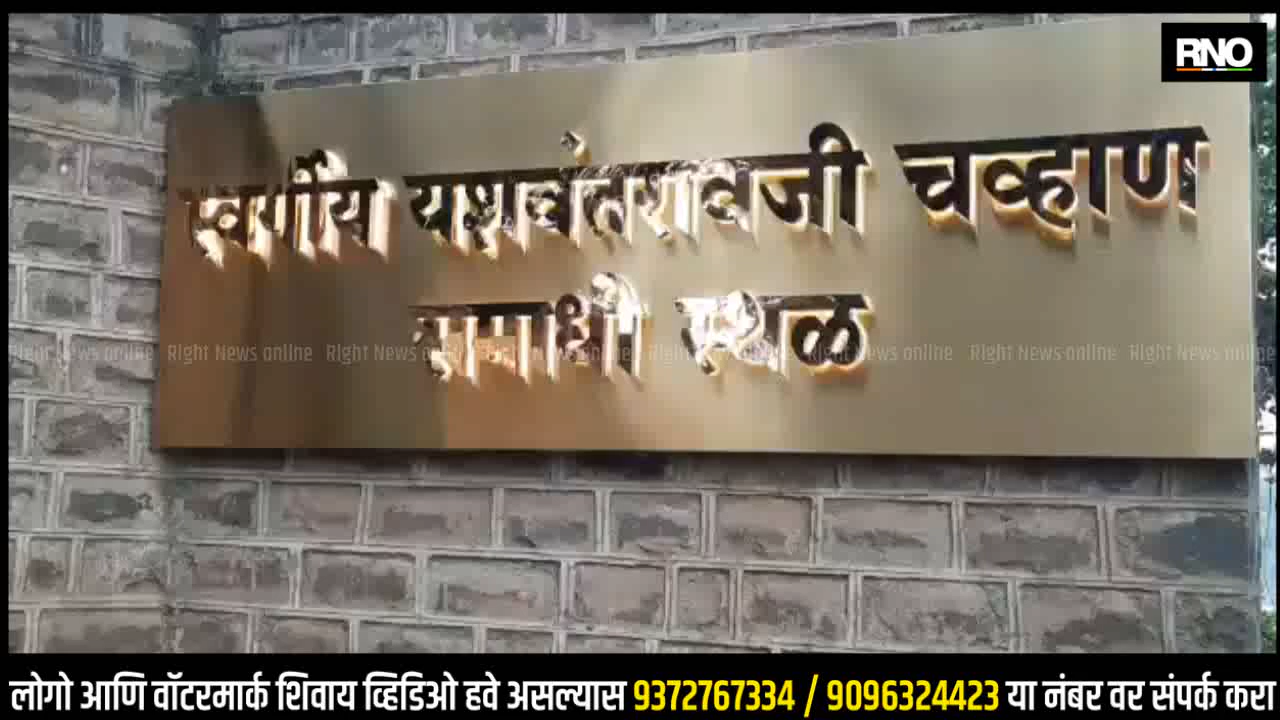 RNO
स्वर्गीय यशवंतरावजी चव्हाण
समाधी स्थळ
Right News online Right News online Right News online Right News online Right News online Right News online Right News online Right News online
लोगो आणि वॉटरमार्क शिवाय व्हिडिओ हवे असल्यास 9372767334 / 9096324423 या नंबर वर संपर्क करा